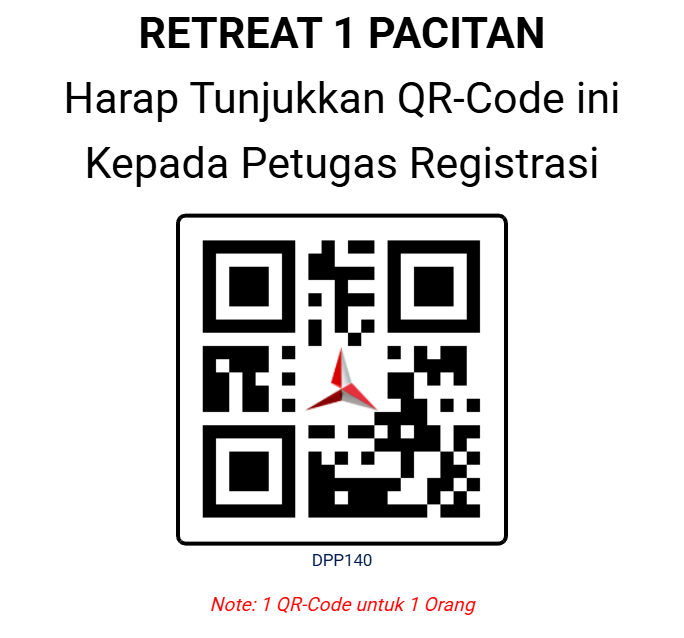 RETREAT 1 PACITAN
Harap Tunjukkan QR-Code ini
Kepada Petugas Registrasi
DPP140
Note: 1 QR-Code untuk 1 Orang